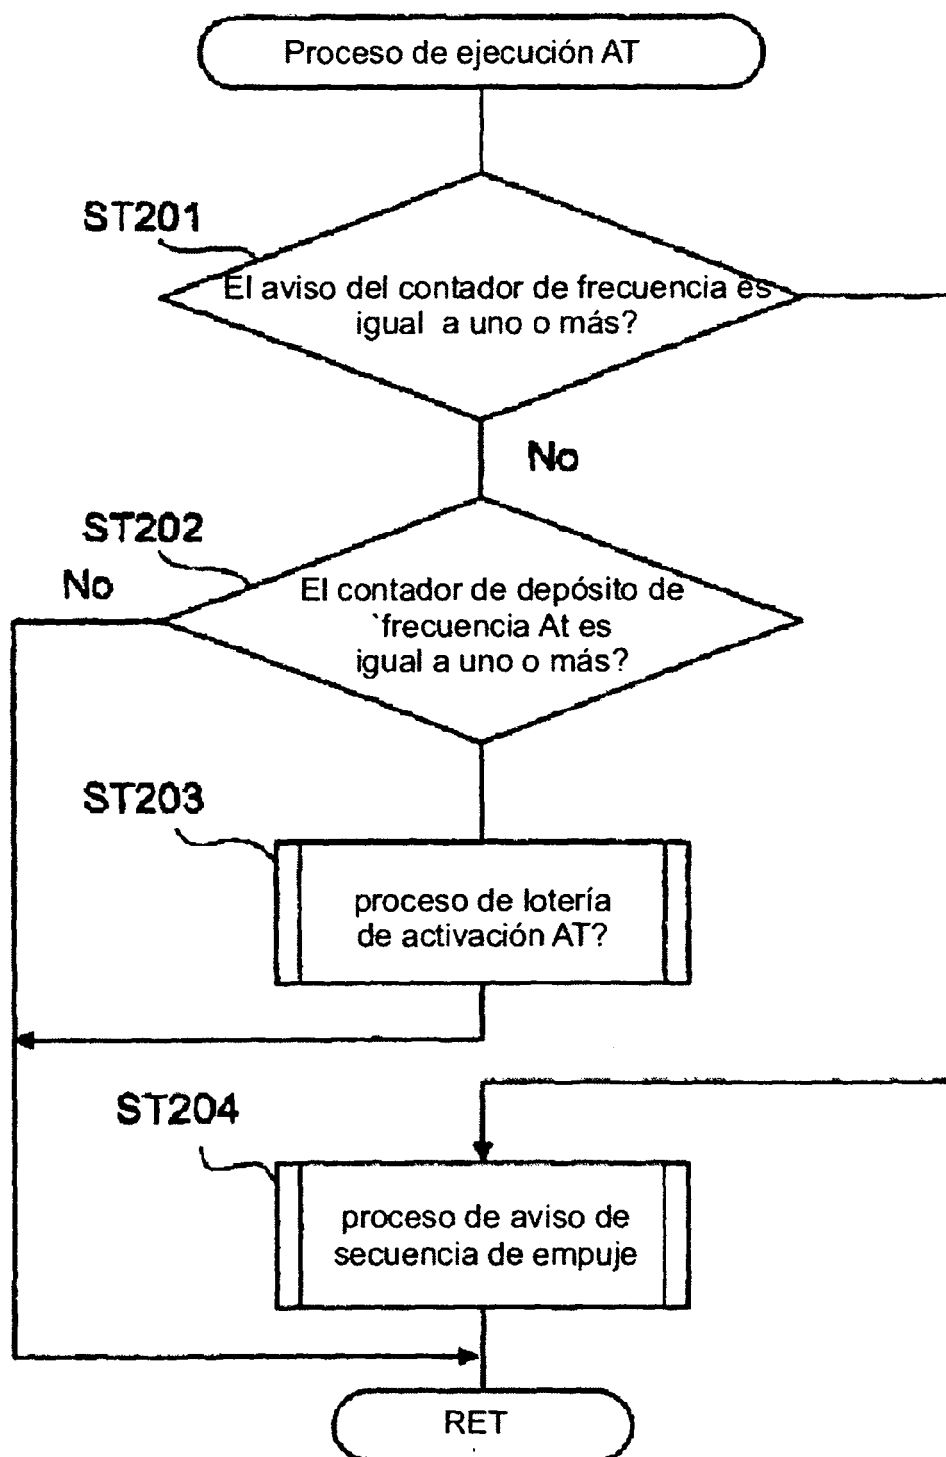 Proceso de ejecución AT
ST201
El aviso del contador de frecuencia es
igual a uno o más?
No
ST202
No
El contador de depósito de
`frecuencia At es
igual a uno o más?
ST203
proceso de lotería
de activación AT?
ST204
proceso de aviso de
secuencia de empuje
RET